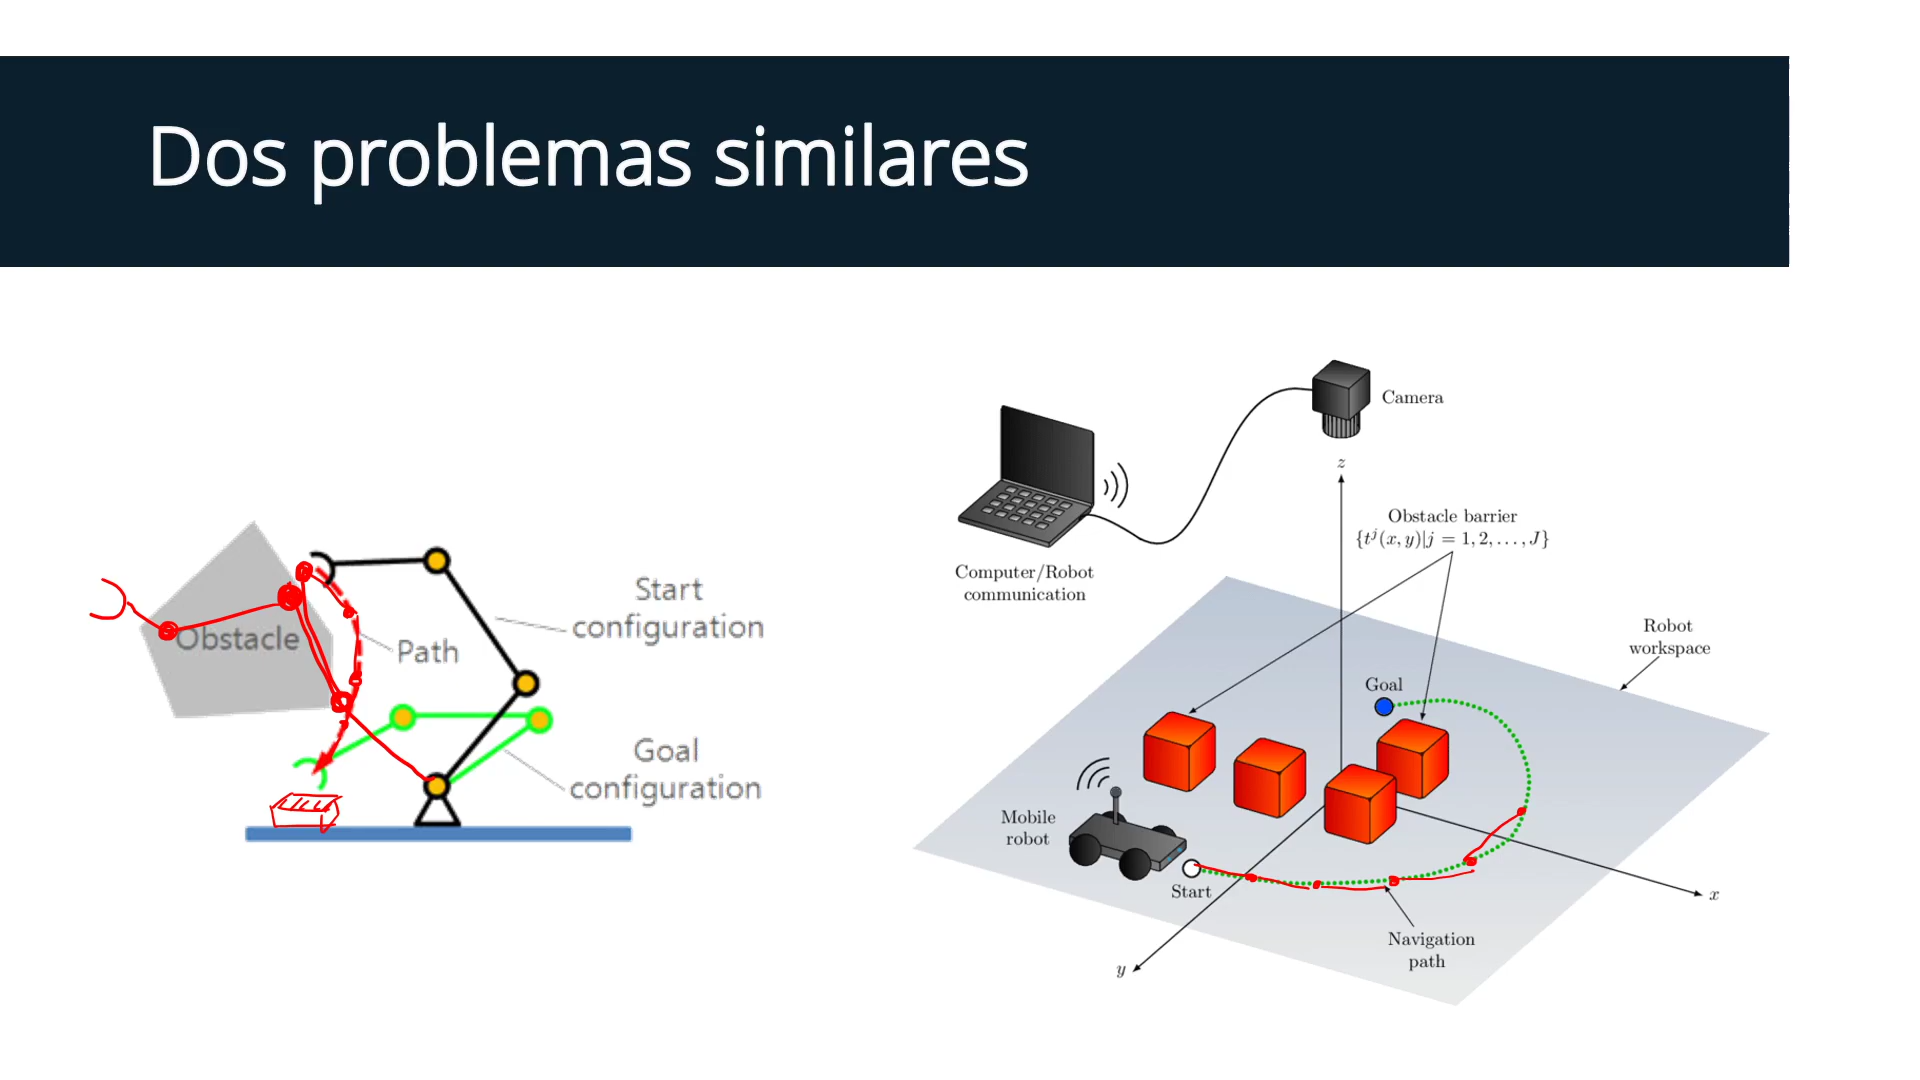 Dos problemas similares
Obstacle
Path
Start
configuration
Goal
configuration
Camera
z
Obstacle barrier
{t^j(x, y)|j = 1, 2, . . . , J}
Computer/Robot
communication
Robot
workspace
Goal
Mobile
robot
Start
x
Navigation
path
y